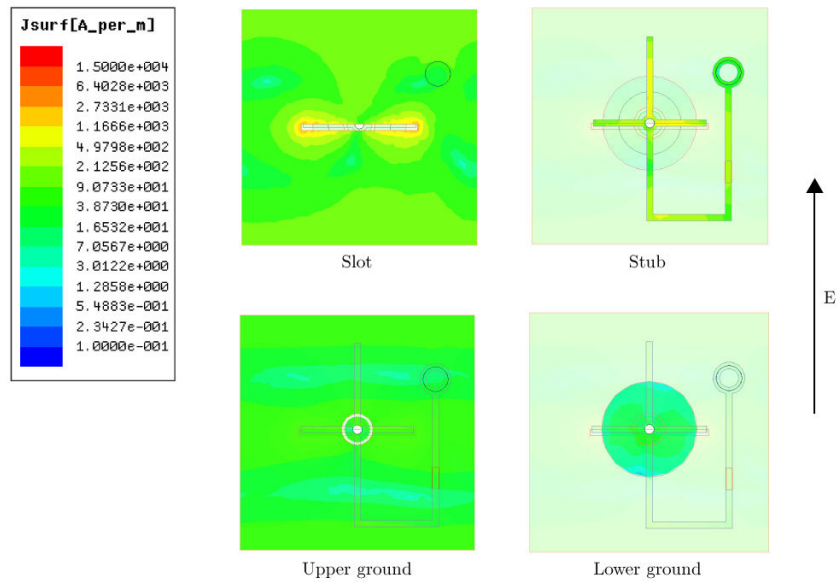 Jsurf[A_per_m]
1.5000e+004
6.4028e+003
2.7331e+003
1.1666e+003
4.9798e+002
2.1256e+002
9.0733e+001
3.8730e+001
1.6532e+001
7.0567e+000
3.0122e+000
1.2858e+000
5.4883e-001
2.3427e-001
1.0000e-001
Slot
Stub
E
Upper ground
Lower ground